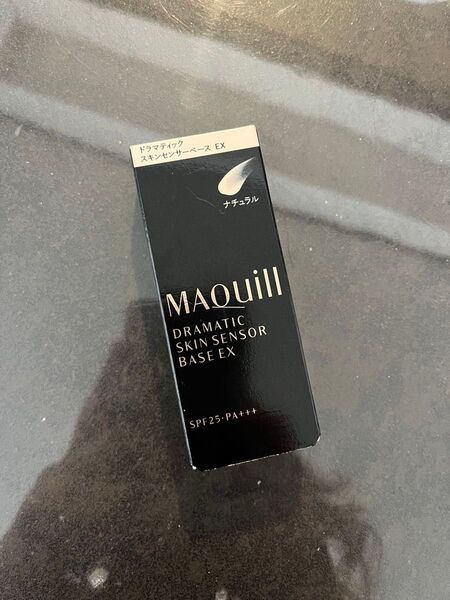 ドラマティック
スキンセンサーベース EX
ナチュラル
MAQuill
DRAMATIC
SKIN SENSOR
BASE EX
SPF25・PA+++